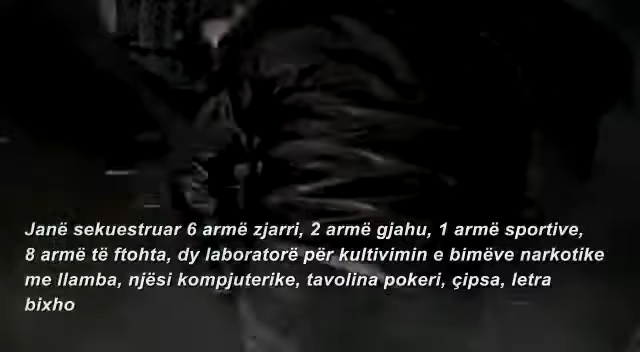 Janë sekuestruar 6 armë zjarri, 2 armë gjahu, 1 armë sportive,
8 armë të ftohta, dy laboratorë për kultivimin e bimëve narkotike
me llamba, njësi kompjuterike, tavolina pokeri, çipsa, letra
bixho